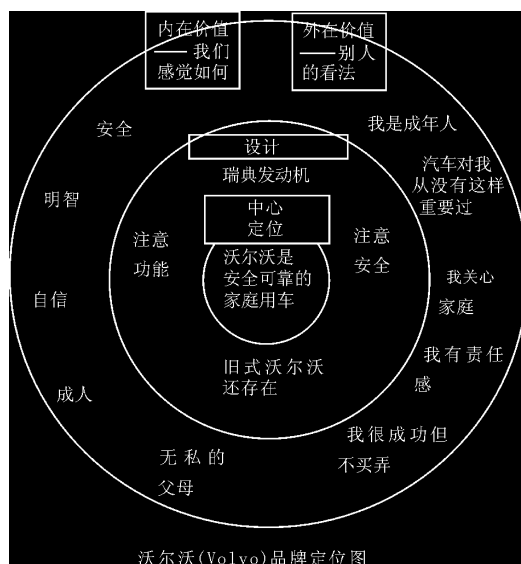 内在价值
——我们
感觉如何
外在价值
——别人
的看法
安全
我是成年人
设计
瑞典发动机
汽车对我
从没有这样
重要过
明智
中心
定位
注意
功能
注意
安全
沃尔沃是
安全可靠的
家庭用车
我关心
家庭
自信
旧式沃尔沃
还存在
我有责任
感
成人
我很成功但
不买弄
无私的
父母
沃尔沃(Volvo)品牌定位图